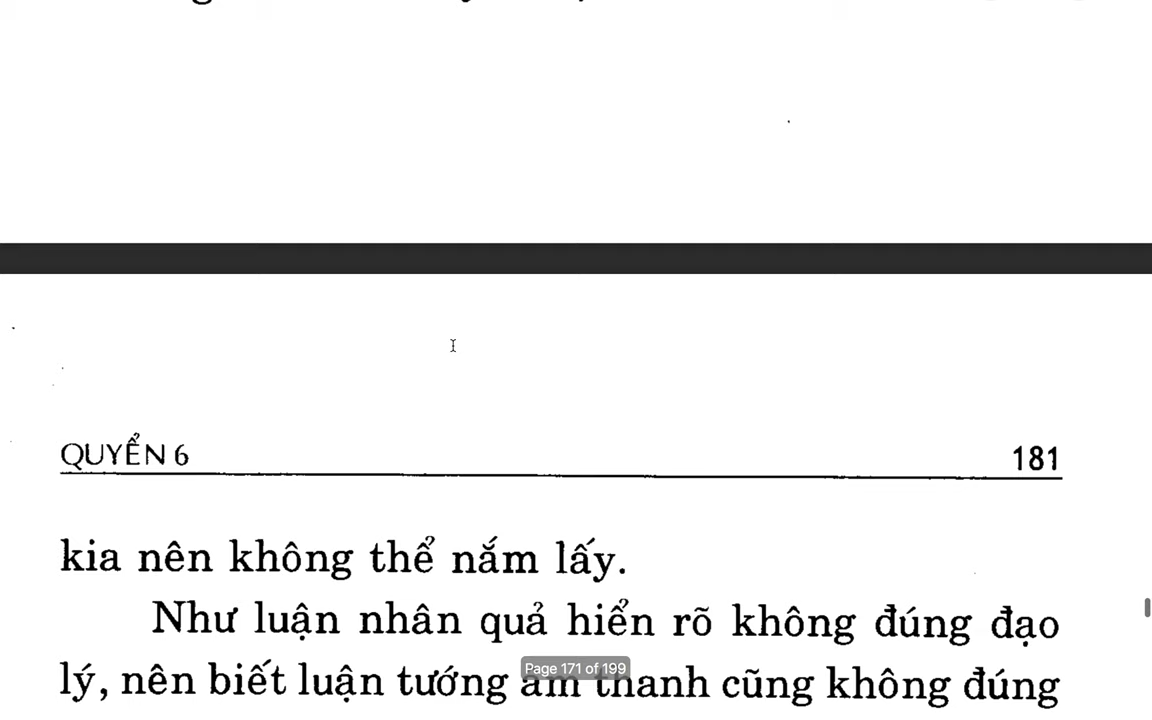 QUYỂN 6 181
kia nên không thể nắm lấy.
Như luận nhân quả hiển rõ không đúng đạo
lý, nên biết luận tướng âm thanh cũng không đúng
Page 171 of 199